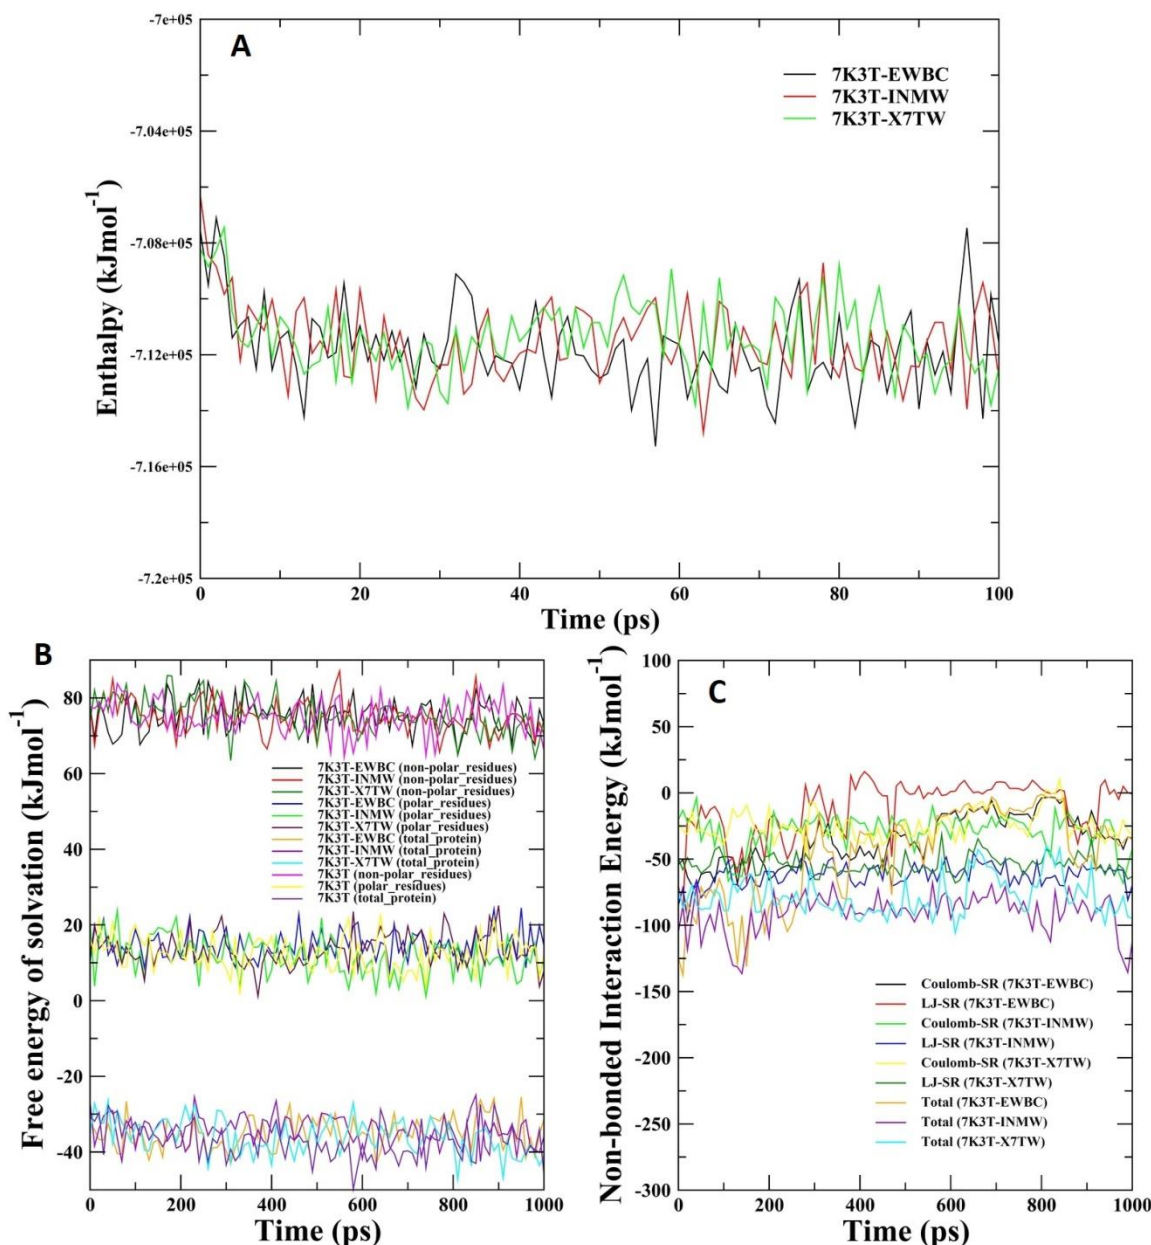 A
7K3T-EWBC
7K3T-INMW
7K3T-X7TW
-7e+05
-7.04e+05
-7.08e+05
-7.12e+05
-7.16e+05
-7.2e+05
Enthalpy (kJmol-1)
0 20 40 60 80 100
Time (ps)
B
80
60
40
20
0
-20
-40
Free energy of solvation (kJmol-1)
7K3T-EWBC (non-polar_residues)
7K3T-INMW (non-polar_residues)
7K3T-X7TW (non-polar_residues)
7K3T-EWBC (polar_residues)
7K3T-INMW (polar_residues)
7K3T-X7TW (polar_residues)
7K3T-EWBC (total_protein)
7K3T-INMW (total_protein)
7K3T-X7TW (total_protein)
7K3T (non-polar_residues)
7K3T (polar_residues)
7K3T (total_protein)
0 200 400 600 800 1000
Time (ps)
C
100
50
0
-50
-100
-150
-200
-250
-300
Non-bonded Interaction Energy (kJmol-1)
Coulomb-SR (7K3T-EWBC)
LJ-SR (7K3T-EWBC)
Coulomb-SR (7K3T-INMW)
LJ-SR (7K3T-INMW)
Coulomb-SR (7K3T-X7TW)
LJ-SR (7K3T-X7TW)
Total (7K3T-EWBC)
Total (7K3T-INMW)
Total (7K3T-X7TW)
0 200 400 600 800 1000
Time (ps)